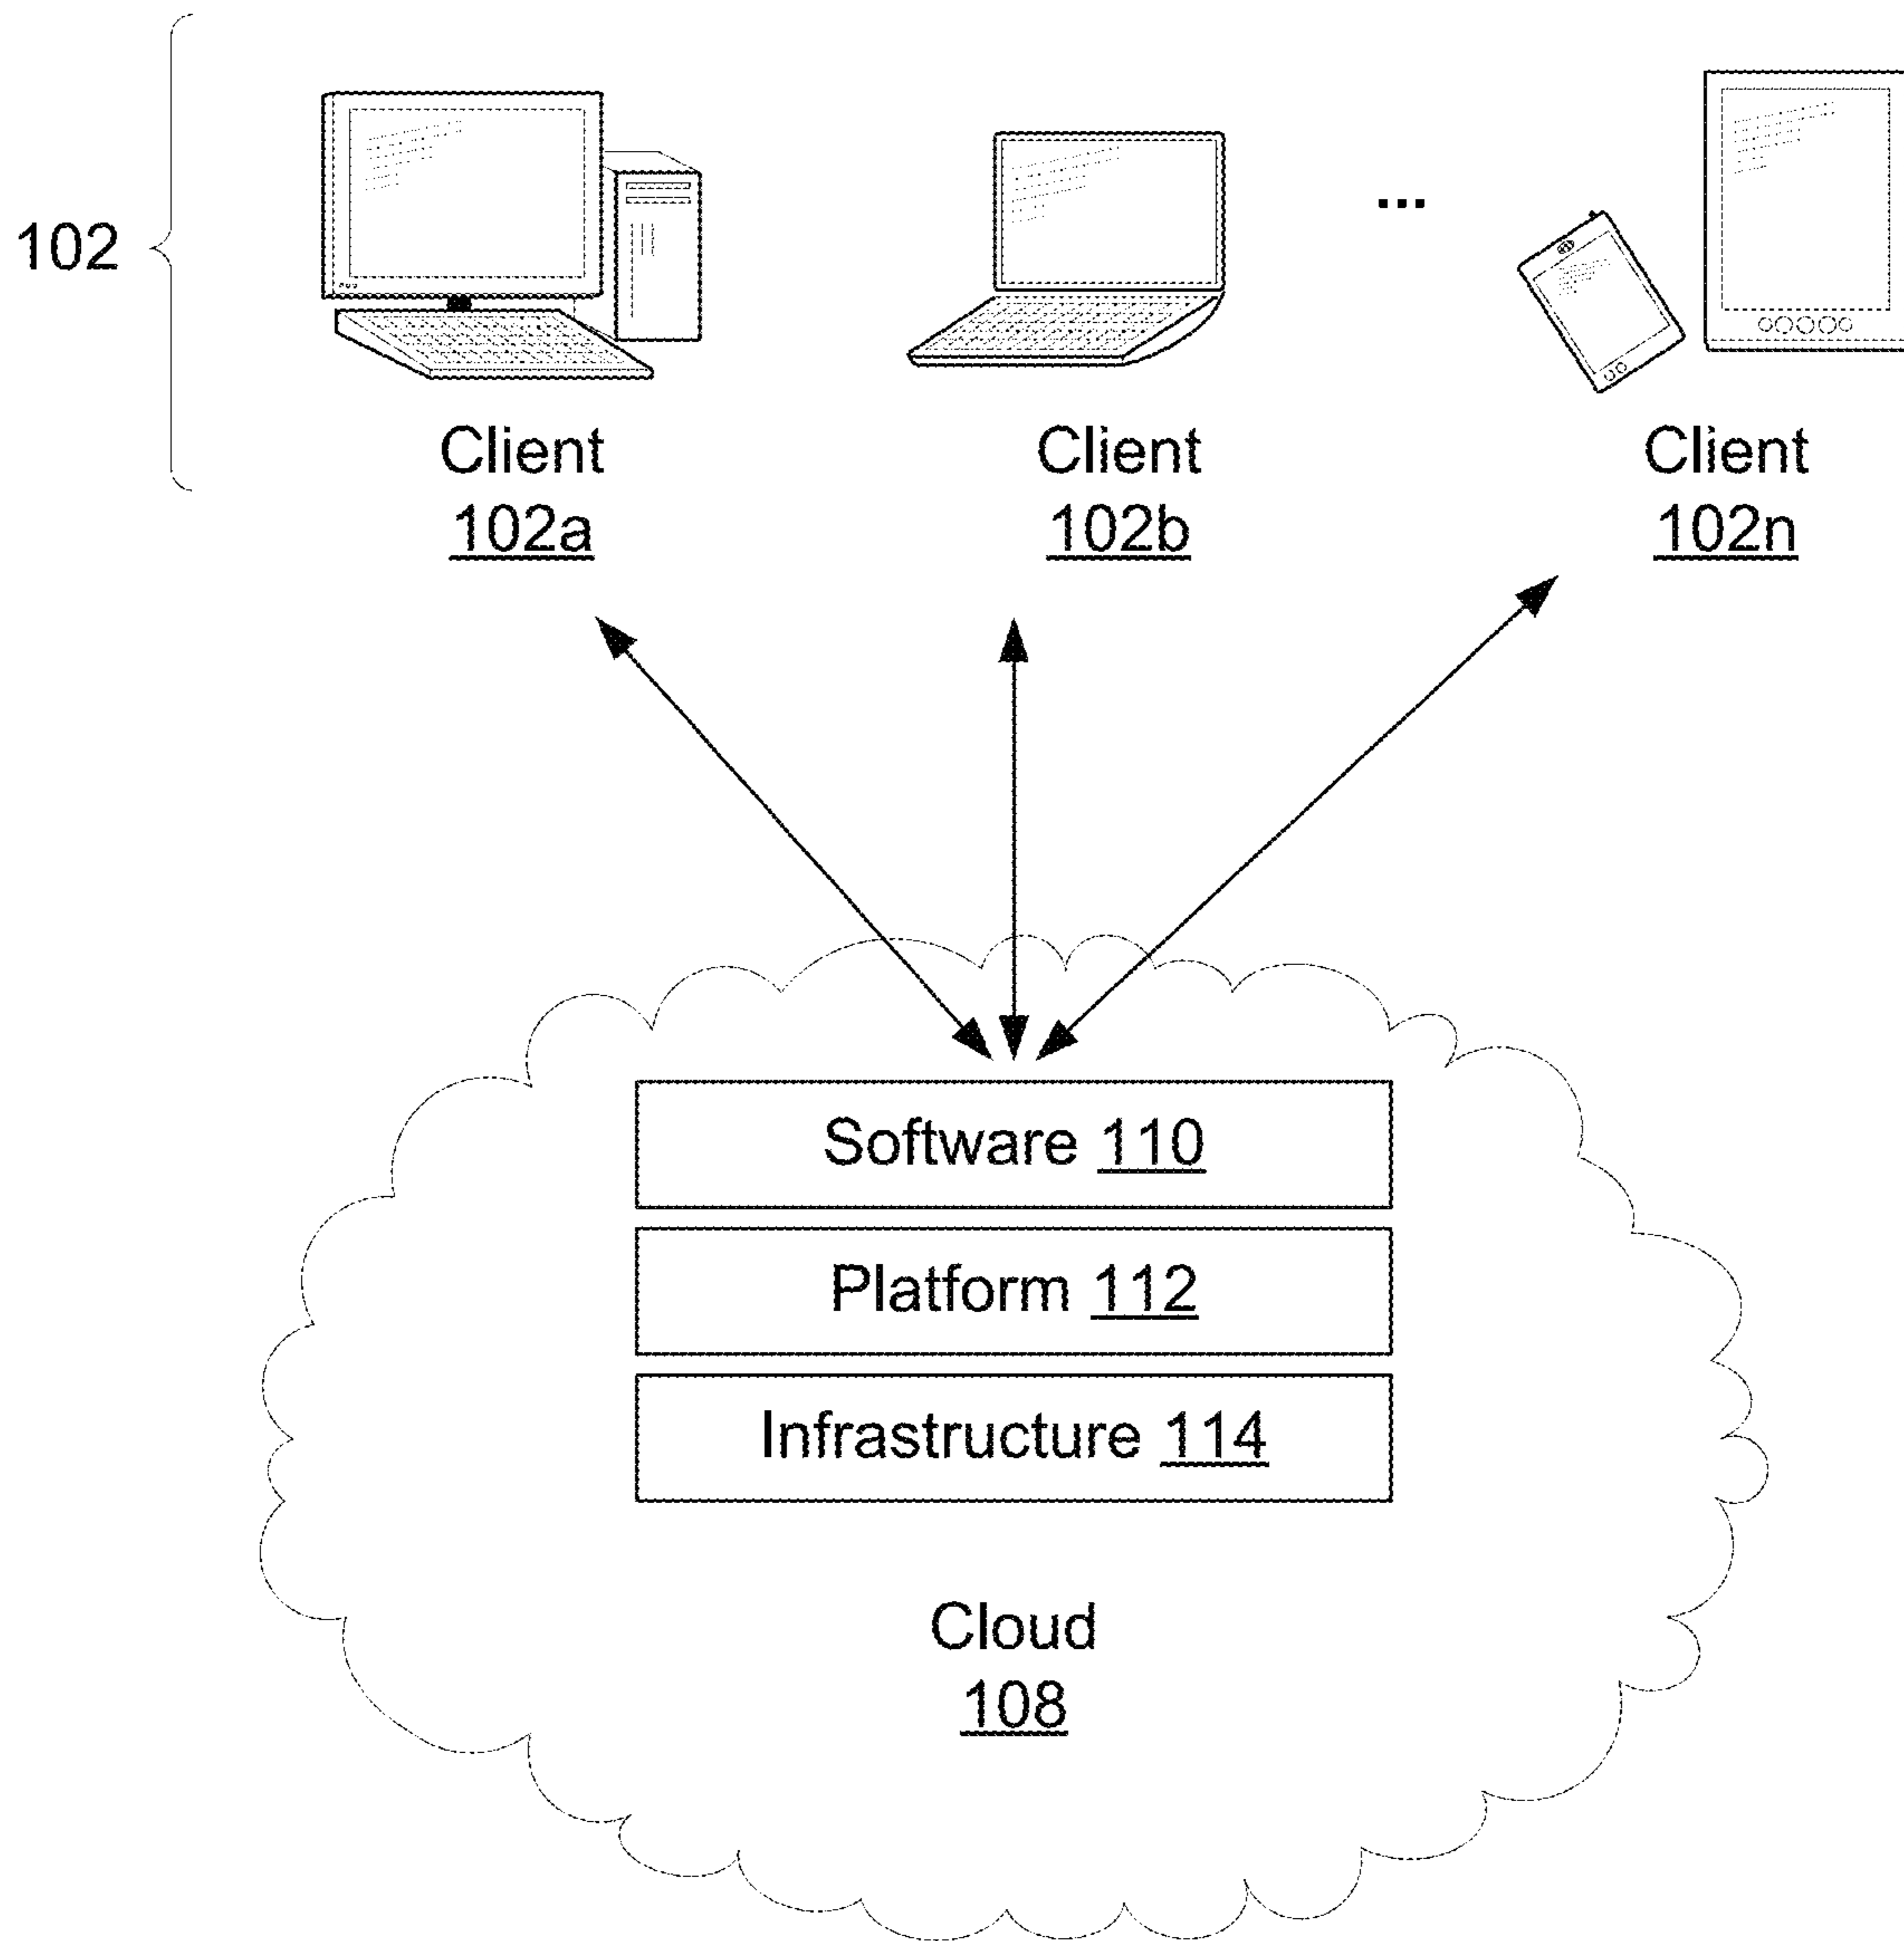 102
...
Client
102a
Client
102b
Client
102n
Software 110
Platform 112
Infrastructure 114
Cloud
108